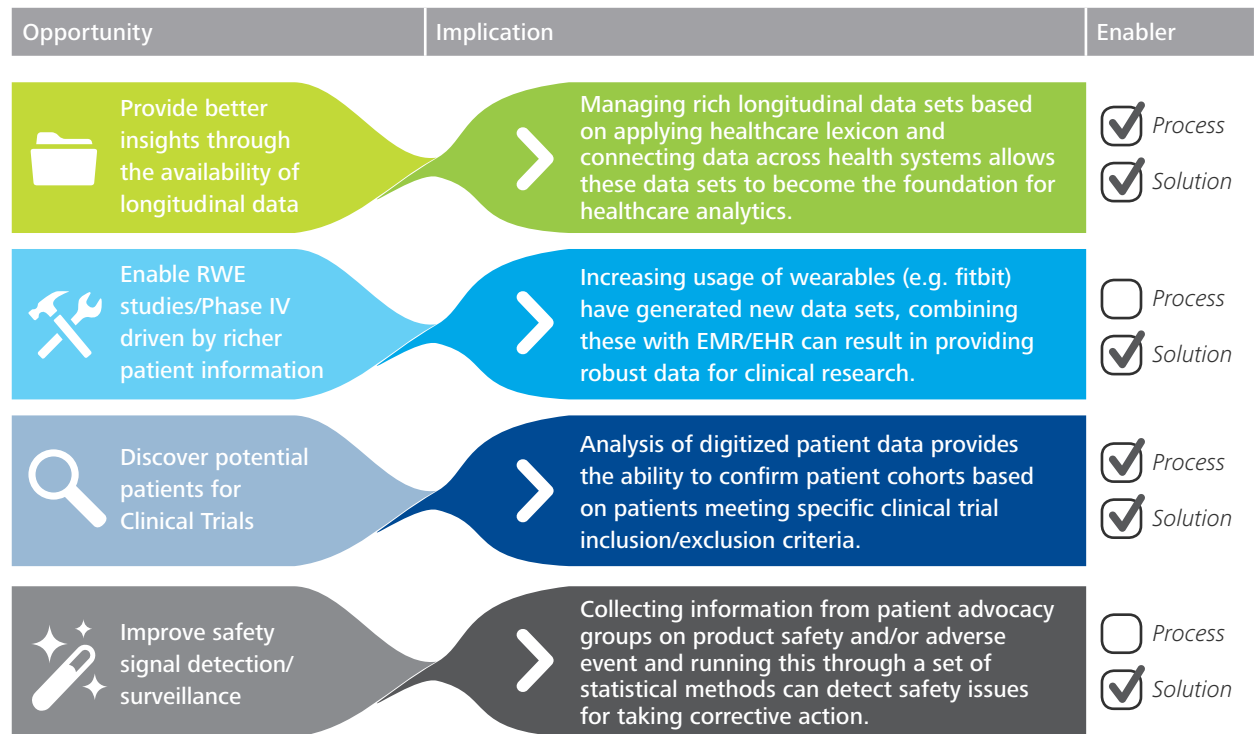 Opportunity
Implication
Enabler
Provide better
insights through
the availability of
longitudinal data
Managing rich longitudinal data sets based
on applying healthcare lexicon and
connecting data across health systems allows
these data sets to become the foundation for
healthcare analytics.
Process
Solution
Enable RWE
studies/Phase IV
driven by richer
patient information
Increasing usage of wearables (e.g. fitbit)
have generated new data sets, combining
these with EMR/EHR can result in providing
robust data for clinical research.
Process
Solution
Discover potential
patients for
Clinical Trials
Analysis of digitized patient data provides
the ability to confirm patient cohorts based
on patients meeting specific clinical trial
inclusion/exclusion criteria.
Process
Solution
Improve safety
signal detection/
surveillance
Collecting information from patient advocacy
groups on product safety and/or adverse
event and running this through a set of
statistical methods can detect safety issues
for taking corrective action.
Process
Solution